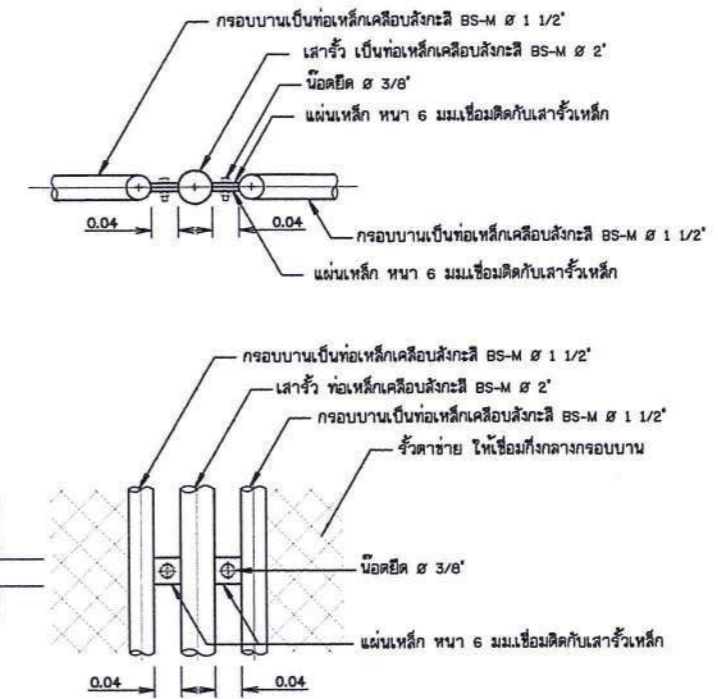 กรอบบานเป็นท่อเหล็กเคลือบสังกะสี BS-M Ø 1 1/2"
เสารั้ว เป็นท่อเหล็กเคลือบสังกะสี BS-M Ø 2"
น๊อตยึด Ø 3/8"
แผ่นเหล็ก หนา 6 มม.เชื่อมติดกับเสารั้วเหล็ก
0.04
0.04
กรอบบานเป็นท่อเหล็กเคลือบสังกะสี BS-M Ø 1 1/2"
แผ่นเหล็ก หนา 6 มม.เชื่อมติดกับเสารั้วเหล็ก
กรอบบานเป็นท่อเหล็กเคลือบสังกะสี BS-M Ø 1 1/2"
เสารั้ว ท่อเหล็กเคลือบสังกะสี BS-M Ø 2"
กรอบบานเป็นท่อเหล็กเคลือบสังกะสี BS-M Ø 1 1/2"
รั้วตาข่าย ให้เชื่อมกึ่งกลางกรอบบาน
น๊อตยึด Ø 3/8"
แผ่นเหล็ก หนา 6 มม.เชื่อมติดกับเสารั้วเหล็ก
0.04
0.04